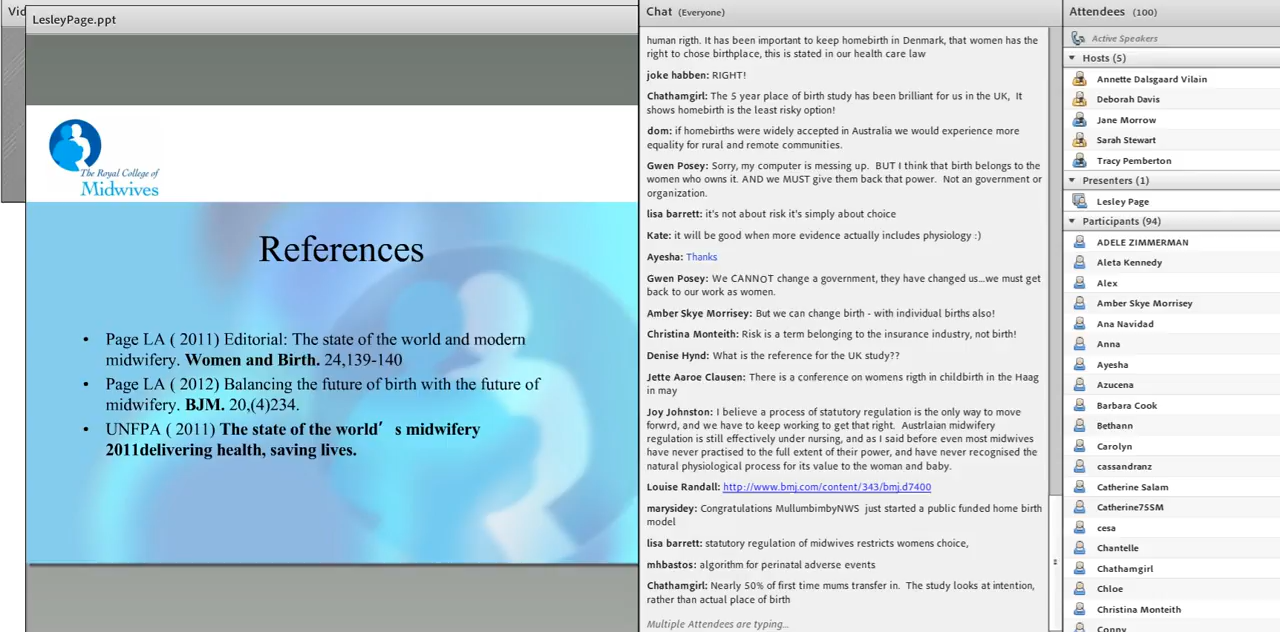 Vid
LesleyPage.ppt
The Royal College of
Midwives
References
• Page LA ( 2011) Editorial: The state of the world and modern
midwifery. Women and Birth. 24,139-140
• Page LA ( 2012) Balancing the future of birth with the future of
midwifery. BJM. 20,(4)234.
• UNFPA ( 2011) The state of the world’ s midwifery
2011delivering health, saving lives.
Chat (Everyone)
human rigth. It has been important to keep homebirth in Denmark, that women has the
right to chose birthplace, this is stated in our health care law
joke habben: RIGHT!
Chathamgirl: The 5 year place of birth study has been brilliant for us in the UK, It
shows homebirth is the least risky option!
dom: if homebirths were widely accepted in Australia we would experience more
equality for rural and remote communities.
Gwen Posey: Sorry, my computer is messing up. BUT I think that birth belongs to the
women who owns it. AND we MUST give them back that power. Not an government or
organization.
lisa barrett: it's not about risk it's simply about choice
Kate: it will be good when more evidence actually includes physiology :)
Ayesha: Thanks
Gwen Posey: We CANNOT change a government, they have changed us...we must get
back to our work as women.
Amber Skye Morrisey: But we can change birth - with individual births also!
Christina Monteith: Risk is a term belonging to the insurance industry, not birth!
Denise Hynd: What is the reference for the UK study??
Jette Aaroe Clausen: There is a conference on womens rigth in childbirth in the Haag
in may
Joy Johnston: I believe a process of statutory regulation is the only way to move
forwrd, and we have to keep working to get that right. Austrlaian midwifery
regulation is still effectively under nursing, and as I said before even most midwives
have never practised to the full extent of their power, and have never recognised the
natural physiological process for its value to the woman and baby.
Louise Randall: http://www.bmj.com/content/343/bmj.d7400
marysidey: Congratulations MullumbimbyNWS just started a public funded home birth
model
lisa barrett: statutory regulation of midwives restricts womens choice,
mhbastos: algorithm for perinatal adverse events
Chathamgirl: Nearly 50% of first time mums transfer in. The study looks at intention,
rather than actual place of birth
Multiple Attendees are typing...
Attendees (100)
Active Speakers
Hosts (5)
Annette Dalsgaard Vilain
Deborah Davis
Jane Morrow
Sarah Stewart
Tracy Pemberton
Presenters (1)
Lesley Page
Participants (94)
ADELE ZIMMERMAN
Aleta Kennedy
Alex
Amber Skye Morrisey
Ana Navidad
Anna
Ayesha
Azucena
Barbara Cook
Bethann
Carolyn
cassandranz
Catherine Salam
Catherine75SM
cesa
Chantelle
Chathamgirl
Chloe
Christina Monteith
Conny